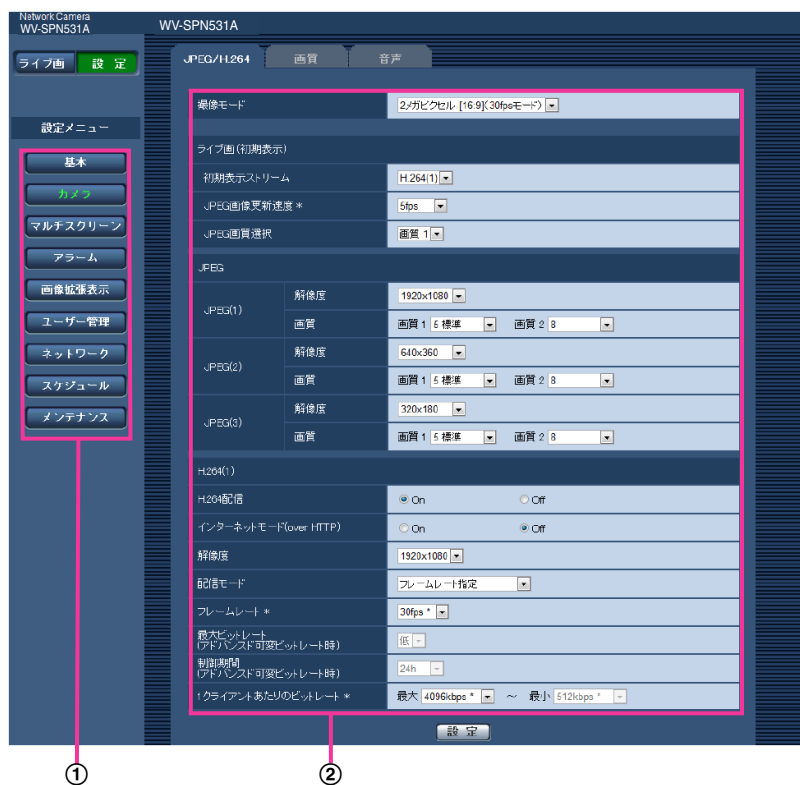 Network Camera
WV-SPN531A
WV-SPN531A
ライブ画 設 定
JPEG/H.264 画質 音声
設定メニュー
基本
カメラ
マルチスクリーン
アラーム
画像拡張表示
ユーザー管理
ネットワーク
スケジュール
メンテナンス
撮像モード 2メガピクセル [16:9](30fpsモード)
ライブ画(初期表示)
初期表示ストリーム H.264(1)
JPEG画像更新速度* 5fps
JPEG画質選択 画質 1
JPEG
JPEG(1) 解像度 1920x1080
画質 画質 1 5 標準 画質 2 8
JPEG(2) 解像度 640x360
画質 画質 1 5 標準 画質 2 8
JPEG(3) 解像度 320x180
画質 画質 1 5 標準 画質 2 8
H.264(1)
H.264配信 On Off
インターネットモード(over HTTP) On Off
解像度 1920x1080
配信モード フレームレート指定
フレームレート* 30fps *
最大ビットレート
(アドバンスド可変ビットレート時) 低
制御期間
(アドバンスド可変ビットレート時) 24h
1クライアントあたりのビットレート* 最大 4096kbps * ～ 最小 512kbps *
設 定
① ②